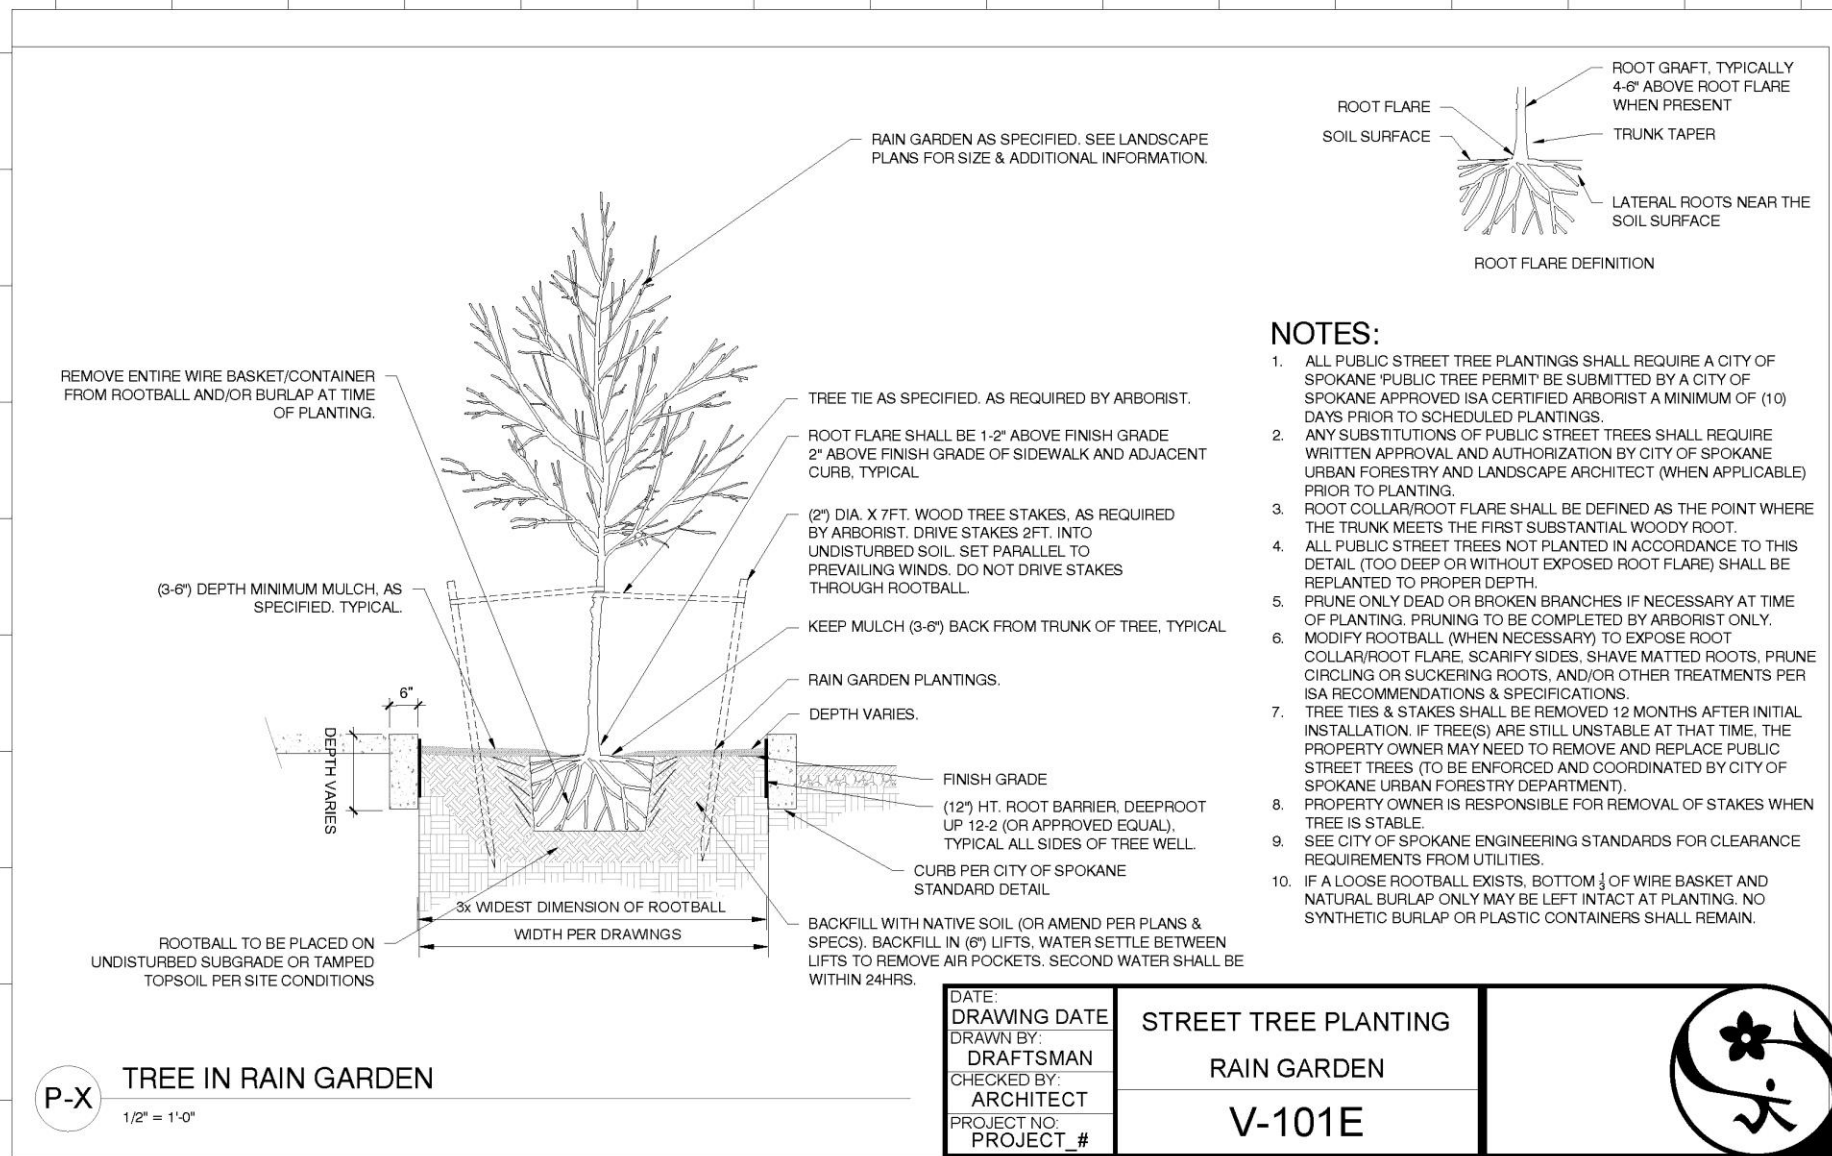 ROOT GRAFT, TYPICALLY
4-6" ABOVE ROOT FLARE
WHEN PRESENT
ROOT FLARE
SOIL SURFACE
TRUNK TAPER
LATERAL ROOTS NEAR THE
SOIL SURFACE
ROOT FLARE DEFINITION
RAIN GARDEN AS SPECIFIED. SEE LANDSCAPE
PLANS FOR SIZE & ADDITIONAL INFORMATION.
REMOVE ENTIRE WIRE BASKET/CONTAINER
FROM ROOTBALL AND/OR BURLAP AT TIME
OF PLANTING.
(3-6") DEPTH MINIMUM MULCH, AS
SPECIFIED. TYPICAL.
6"
DEPTH VARIES
ROOTBALL TO BE PLACED ON
UNDISTURBED SUBGRADE OR TAMPED
TOPSOIL PER SITE CONDITIONS
TREE TIE AS SPECIFIED. AS REQUIRED BY ARBORIST.
ROOT FLARE SHALL BE 1-2" ABOVE FINISH GRADE
2" ABOVE FINISH GRADE OF SIDEWALK AND ADJACENT
CURB, TYPICAL
(2") DIA. X 7FT. WOOD TREE STAKES, AS REQUIRED
BY ARBORIST. DRIVE STAKES 2FT. INTO
UNDISTURBED SOIL. SET PARALLEL TO
PREVAILING WINDS. DO NOT DRIVE STAKES
THROUGH ROOTBALL.
KEEP MULCH (3-6") BACK FROM TRUNK OF TREE, TYPICAL
RAIN GARDEN PLANTINGS.
DEPTH VARIES.
FINISH GRADE
(12") HT. ROOT BARRIER, DEEPROOT
UP 12-2 (OR APPROVED EQUAL),
TYPICAL ALL SIDES OF TREE WELL.
CURB PER CITY OF SPOKANE
STANDARD DETAIL
3x WIDEST DIMENSION OF ROOTBALL
WIDTH PER DRAWINGS
BACKFILL WITH NATIVE SOIL (OR AMEND PER PLANS &
SPECS). BACKFILL IN (6") LIFTS, WATER SETTLE BETWEEN
LIFTS TO REMOVE AIR POCKETS. SECOND WATER SHALL BE
WITHIN 24HRS.
NOTES:
1. ALL PUBLIC STREET TREE PLANTINGS SHALL REQUIRE A CITY OF
SPOKANE 'PUBLIC TREE PERMIT' BE SUBMITTED BY A CITY OF
SPOKANE APPROVED ISA CERTIFIED ARBORIST A MINIMUM OF (10)
DAYS PRIOR TO SCHEDULED PLANTINGS.
2. ANY SUBSTITUTIONS OF PUBLIC STREET TREES SHALL REQUIRE
WRITTEN APPROVAL AND AUTHORIZATION BY CITY OF SPOKANE
URBAN FORESTRY AND LANDSCAPE ARCHITECT (WHEN APPLICABLE)
PRIOR TO PLANTING.
3. ROOT COLLAR/ROOT FLARE SHALL BE DEFINED AS THE POINT WHERE
THE TRUNK MEETS THE FIRST SUBSTANTIAL WOODY ROOT.
4. ALL PUBLIC STREET TREES NOT PLANTED IN ACCORDANCE TO THIS
DETAIL (TOO DEEP OR WITHOUT EXPOSED ROOT FLARE) SHALL BE
REPLANTED TO PROPER DEPTH.
5. PRUNE ONLY DEAD OR BROKEN BRANCHES IF NECESSARY AT TIME
OF PLANTING. PRUNING TO BE COMPLETED BY ARBORIST ONLY.
6. MODIFY ROOTBALL (WHEN NECESSARY) TO EXPOSE ROOT
COLLAR/ROOT FLARE, SCARIFY SIDES, SHAVE MATTED ROOTS, PRUNE
CIRCLING OR SUCKERING ROOTS, AND/OR OTHER TREATMENTS PER
ISA RECOMMENDATIONS & SPECIFICATIONS.
7. TREE TIES & STAKES SHALL BE REMOVED 12 MONTHS AFTER INITIAL
INSTALLATION. IF TREE(S) ARE STILL UNSTABLE AT THAT TIME, THE
PROPERTY OWNER MAY NEED TO REMOVE AND REPLACE PUBLIC
STREET TREES (TO BE ENFORCED AND COORDINATED BY CITY OF
SPOKANE URBAN FORESTRY DEPARTMENT).
8. PROPERTY OWNER IS RESPONSIBLE FOR REMOVAL OF STAKES WHEN
TREE IS STABLE.
9. SEE CITY OF SPOKANE ENGINEERING STANDARDS FOR CLEARANCE
REQUIREMENTS FROM UTILITIES.
10. IF A LOOSE ROOTBALL EXISTS, BOTTOM ⅓ OF WIRE BASKET AND
NATURAL BURLAP ONLY MAY BE LEFT INTACT AT PLANTING. NO
SYNTHETIC BURLAP OR PLASTIC CONTAINERS SHALL REMAIN.
P-X
TREE IN RAIN GARDEN
1/2" = 1'-0"
DATE:
DRAWING DATE
DRAWN BY:
DRAFTSMAN
CHECKED BY:
ARCHITECT
PROJECT NO:
PROJECT_#
STREET TREE PLANTING
RAIN GARDEN
V-101E